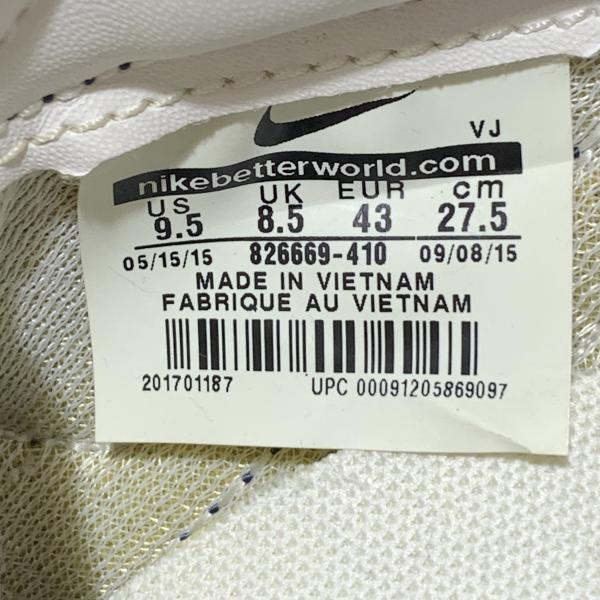 VJ
nikebetterworld.com
US UK EUR cm
9.5 8.5 43 27.5
05/15/15 826669-410 09/08/15
MADE IN VIETNAM
FABRIQUE AU VIETNAM
201701187 UPC 00091205869097